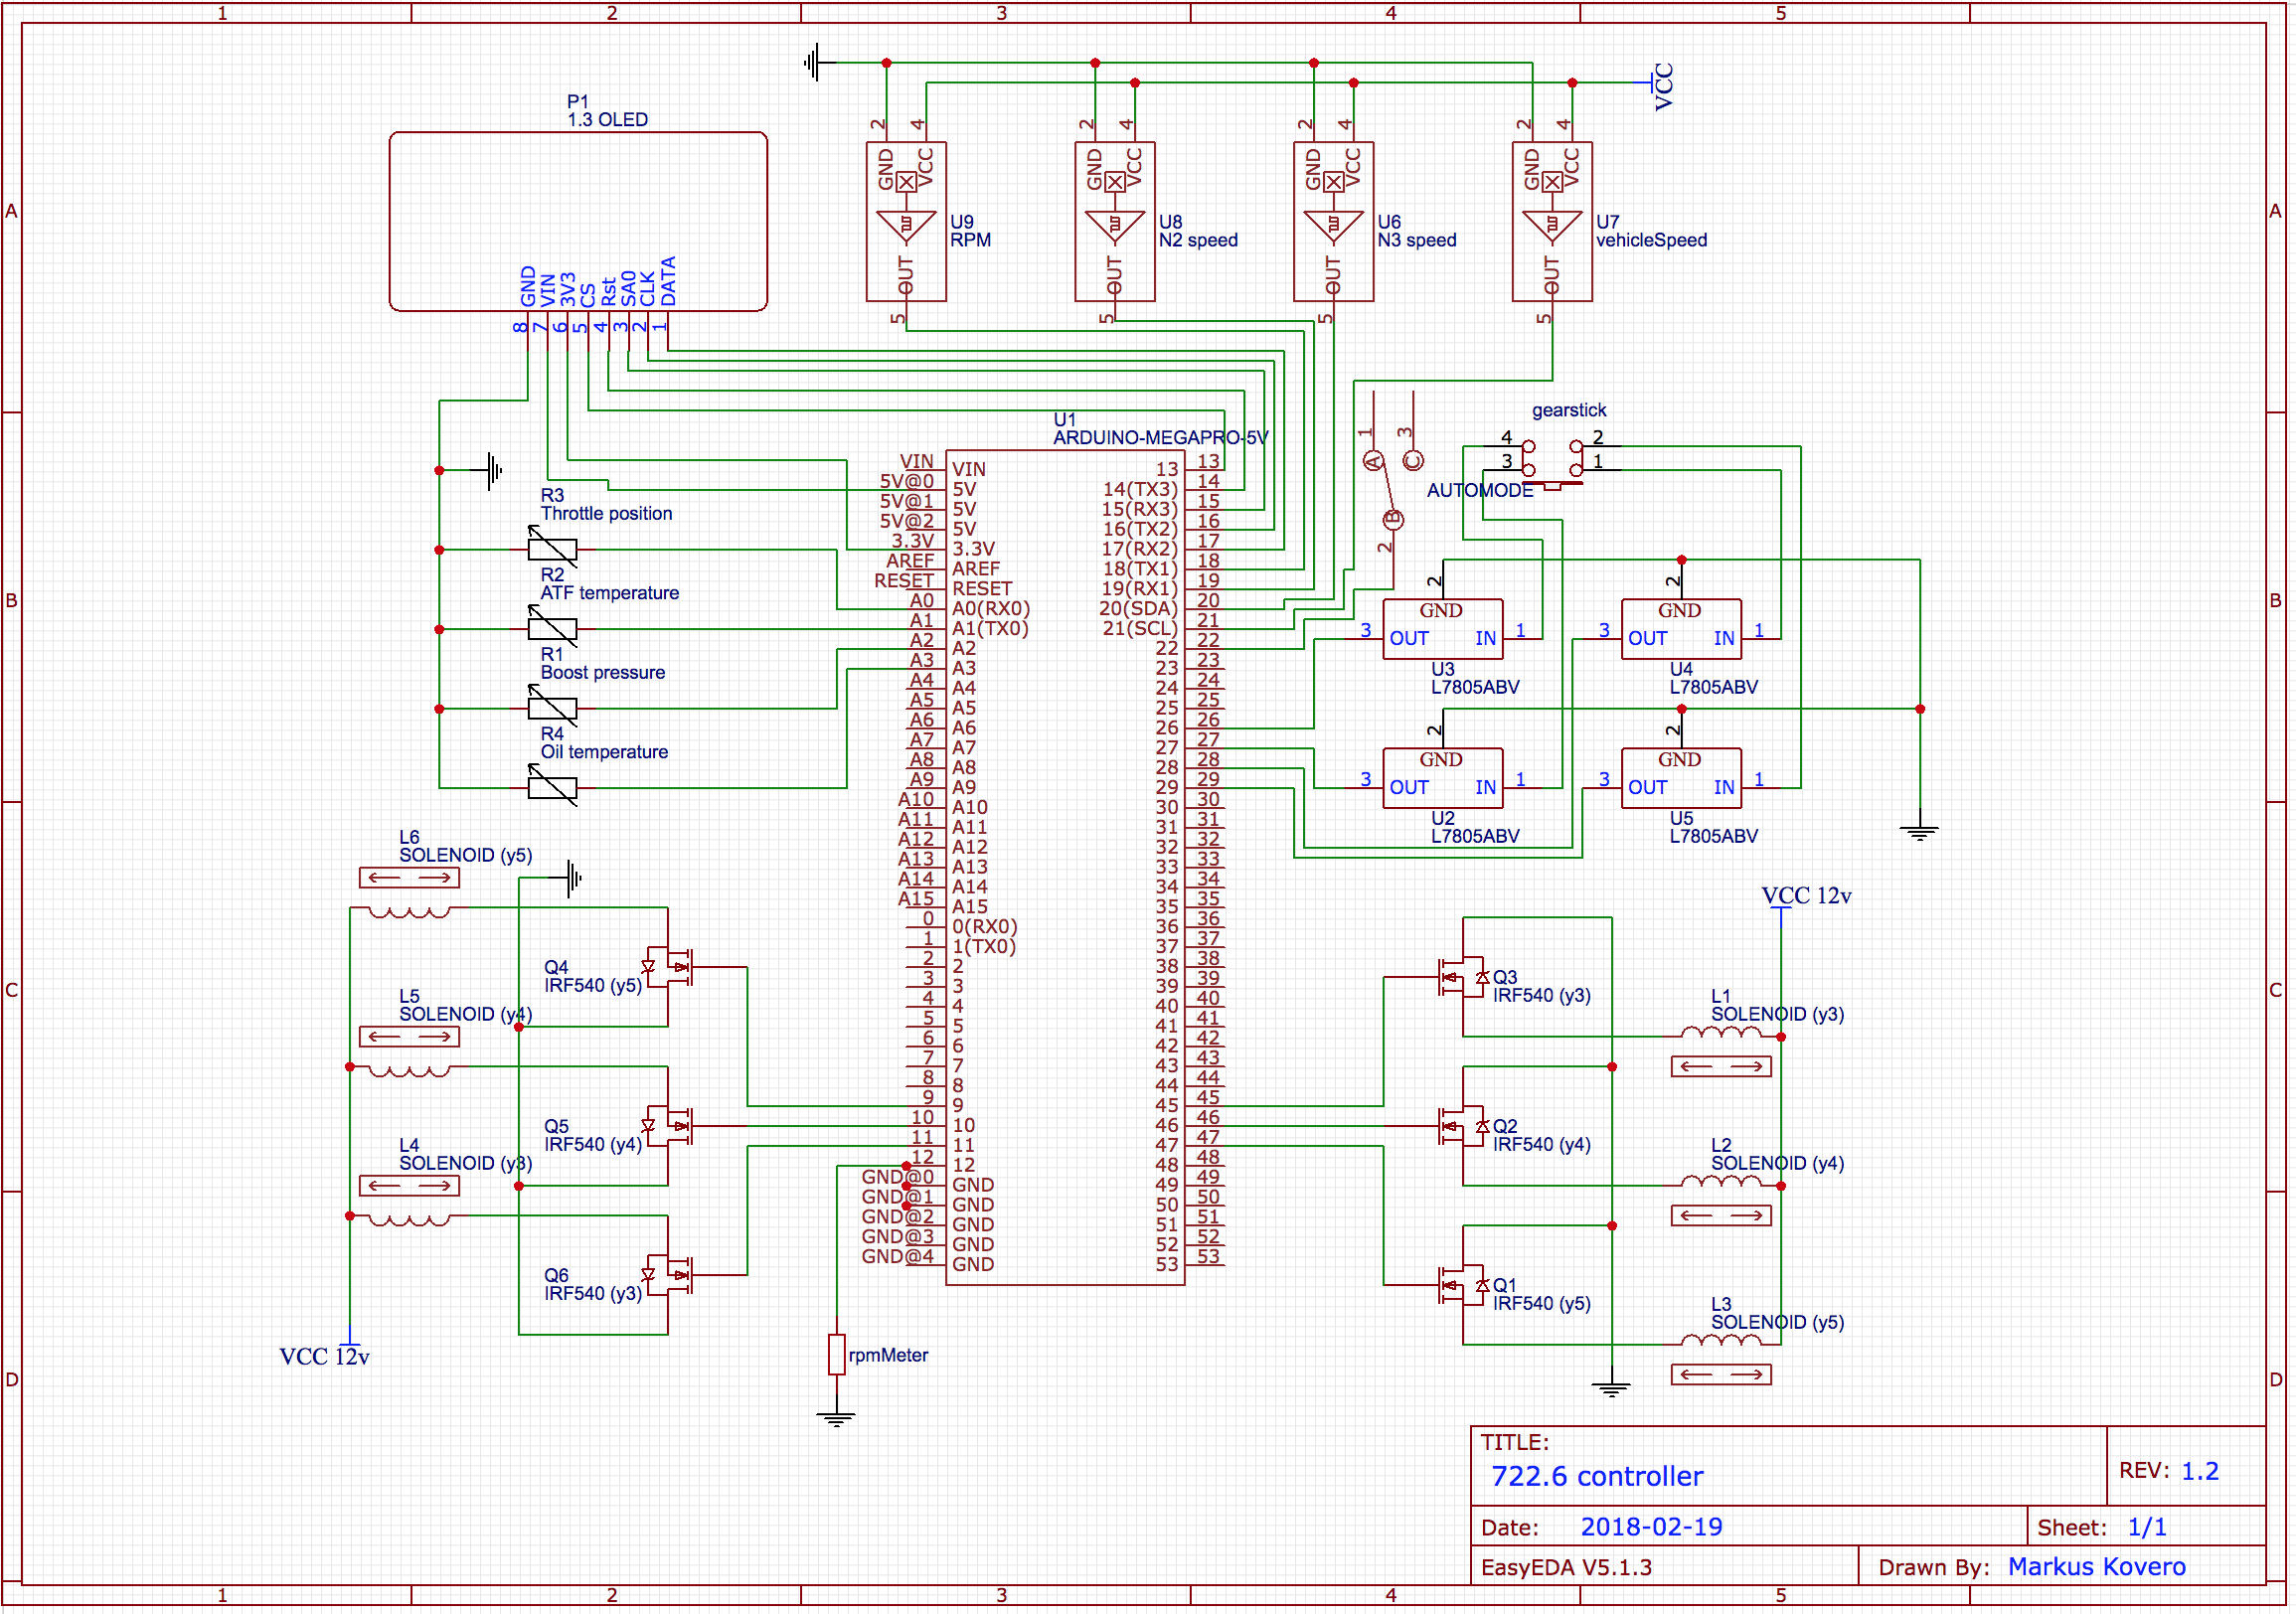 1 2 3 4 5
A
B
C
D
A
B
C
D
1 2 3 4 5
P1
1.3 OLED
GND
VIN
3V3
CS
Rst
SA0
CLK
DATA
8 7 6 5 4 3 2 1
VCC
2 4
GND VCC
OUT
5
U9
RPM
2 4
GND VCC
OUT
5
U8
N2 speed
2 4
GND VCC
OUT
5
U6
N3 speed
2 4
GND VCC
OUT
5
U7
vehicleSpeed
U1
ARDUINO-MEGAPRO-5V
VIN VIN
5V@0 5V
5V@1 5V
5V@2 5V
3.3V 3.3V
AREF AREF
RESET RESET
A0 A0(RX0)
A1 A1(TX0)
A2 A2
A3 A3
A4 A4
A5 A5
A6 A6
A7 A7
A8 A8
A9 A9
A10 A10
A11 A11
A12 A12
A13 A13
A14 A14
A15 A15
0 0(RX0)
1 1(TX0)
2 2
3 3
4 4
5 5
6 6
7 7
8 8
9 9
10 10
11 11
12 12
GND@0 GND
GND@1 GND
GND@2 GND
GND@3 GND
GND@4 GND
13 13
14(TX3) 14
15(RX3) 15
16(TX2) 16
17(RX2) 17
18(TX1) 18
19(RX1) 19
20(SDA) 20
21(SCL) 21
22 22
23 23
24 24
25 25
26 26
27 27
28 28
29 29
30 30
31 31
32 32
33 33
34 34
35 35
36 36
37 37
38 38
39 39
40 40
41 41
42 42
43 43
44 44
45 45
46 46
47 47
48 48
49 49
50 50
51 51
52 52
53 53
R3
Throttle position
R2
ATF temperature
R1
Boost pressure
R4
Oil temperature
1 3
A C
B
2
AUTOMODE
gearstick
4 2
3 1
2
GND
3 OUT IN 1
U3
L7805ABV
2
GND
3 OUT IN 1
U4
L7805ABV
2
GND
3 OUT IN 1
U2
L7805ABV
2
GND
3 OUT IN 1
U5
L7805ABV
L6
SOLENOID (y5)
Q4
IRF540 (y5)
L5
SOLENOID (y4)
Q5
IRF540 (y4)
L4
SOLENOID (y3)
Q6
IRF540 (y3)
VCC 12v
rpmMeter
VCC 12v
Q3
IRF540 (y3)
L1
SOLENOID (y3)
Q2
IRF540 (y4)
L2
SOLENOID (y4)
Q1
IRF540 (y5)
L3
SOLENOID (y5)
TITLE:
722.6 controller
REV: 1.2
Date: 2018-02-19
Sheet: 1/1
EasyEDA V5.1.3
Drawn By: Markus Kovero